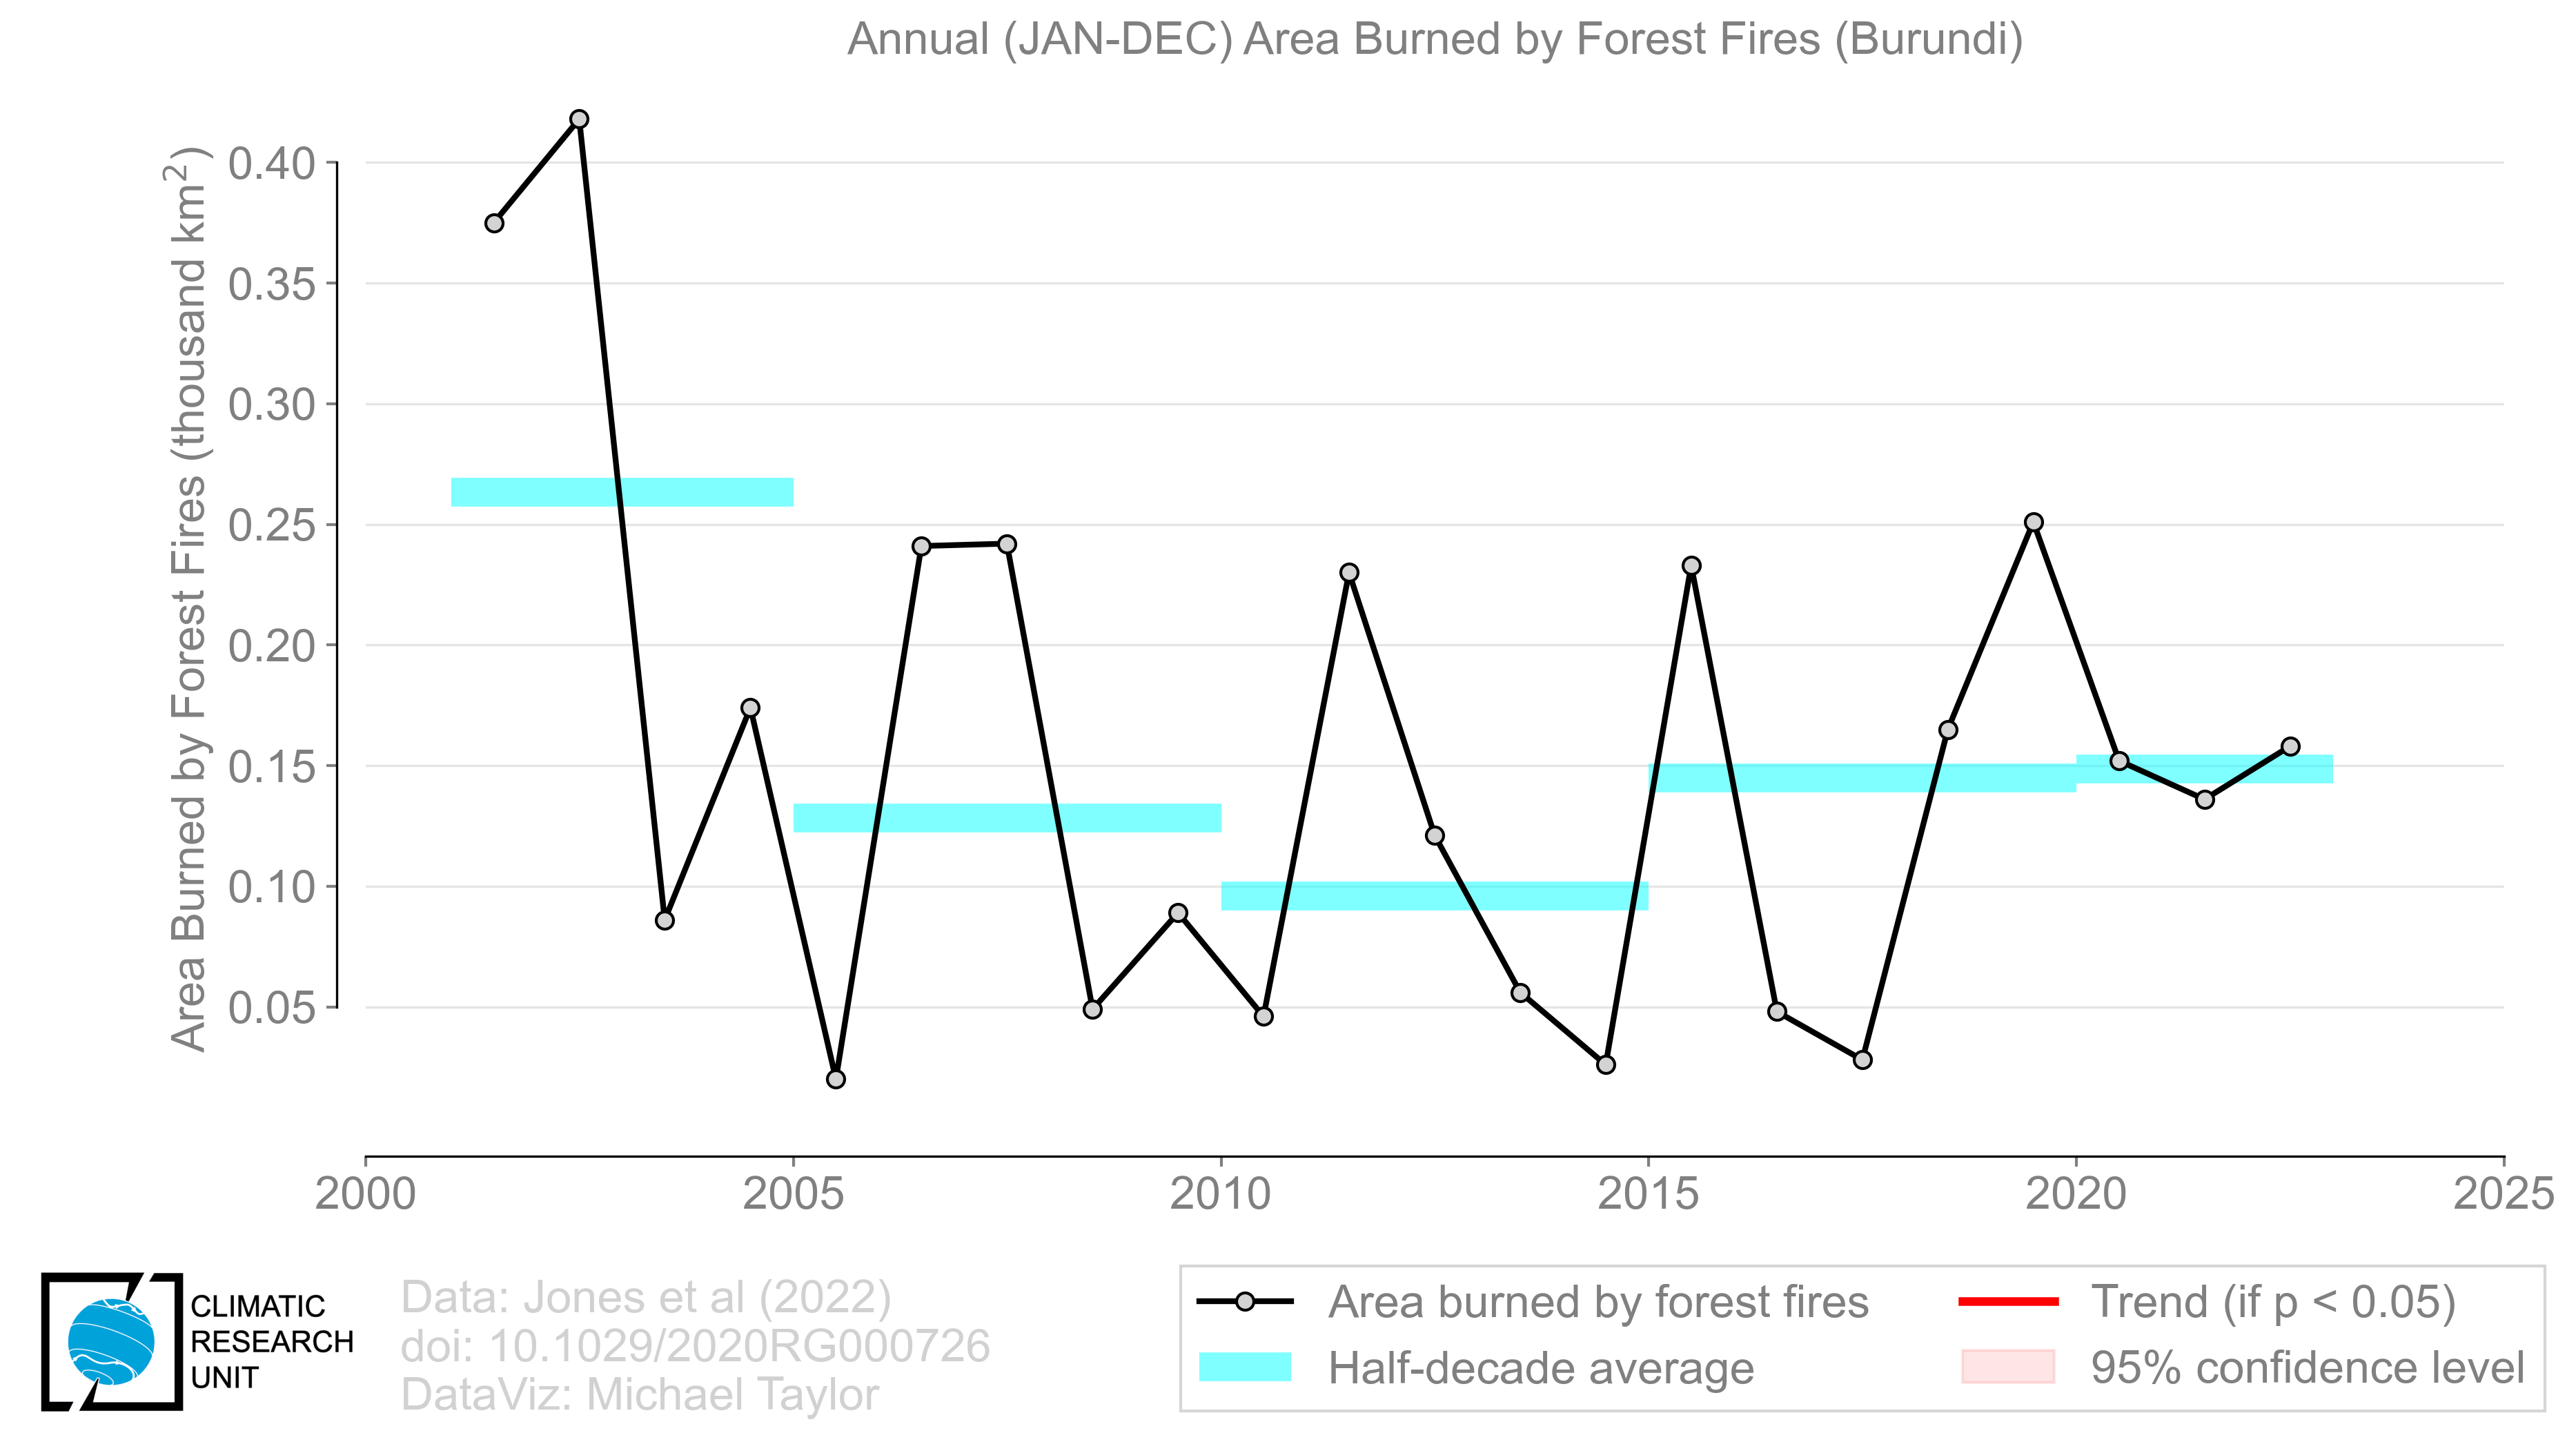 Annual (JAN-DEC) Area Burned by Forest Fires (Burundi)
Area Burned by Forest Fires (thousand km²)
0.40
0.35
0.30
0.25
0.20
0.15
0.10
0.05
2000 2005 2010 2015 2020 2025
CLIMATIC
RESEARCH
UNIT
Data: Jones et al (2022)
doi: 10.1029/2020RG000726
DataViz: Michael Taylor
Area burned by forest fires
Half-decade average
Trend (if p < 0.05)
95% confidence level